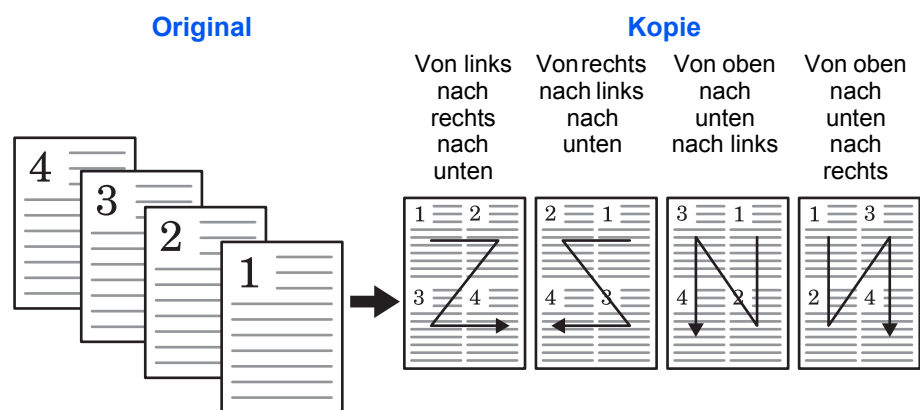 Original
Kopie
Von links
nach
rechts
nach
unten
Von rechts
nach links
nach
unten
Von oben
nach
unten
nach links
Von oben
nach
unten
nach
rechts
4
3
2
1
1 2
3 4
2 1
4 3
3 1
4 2
1 3
2 4